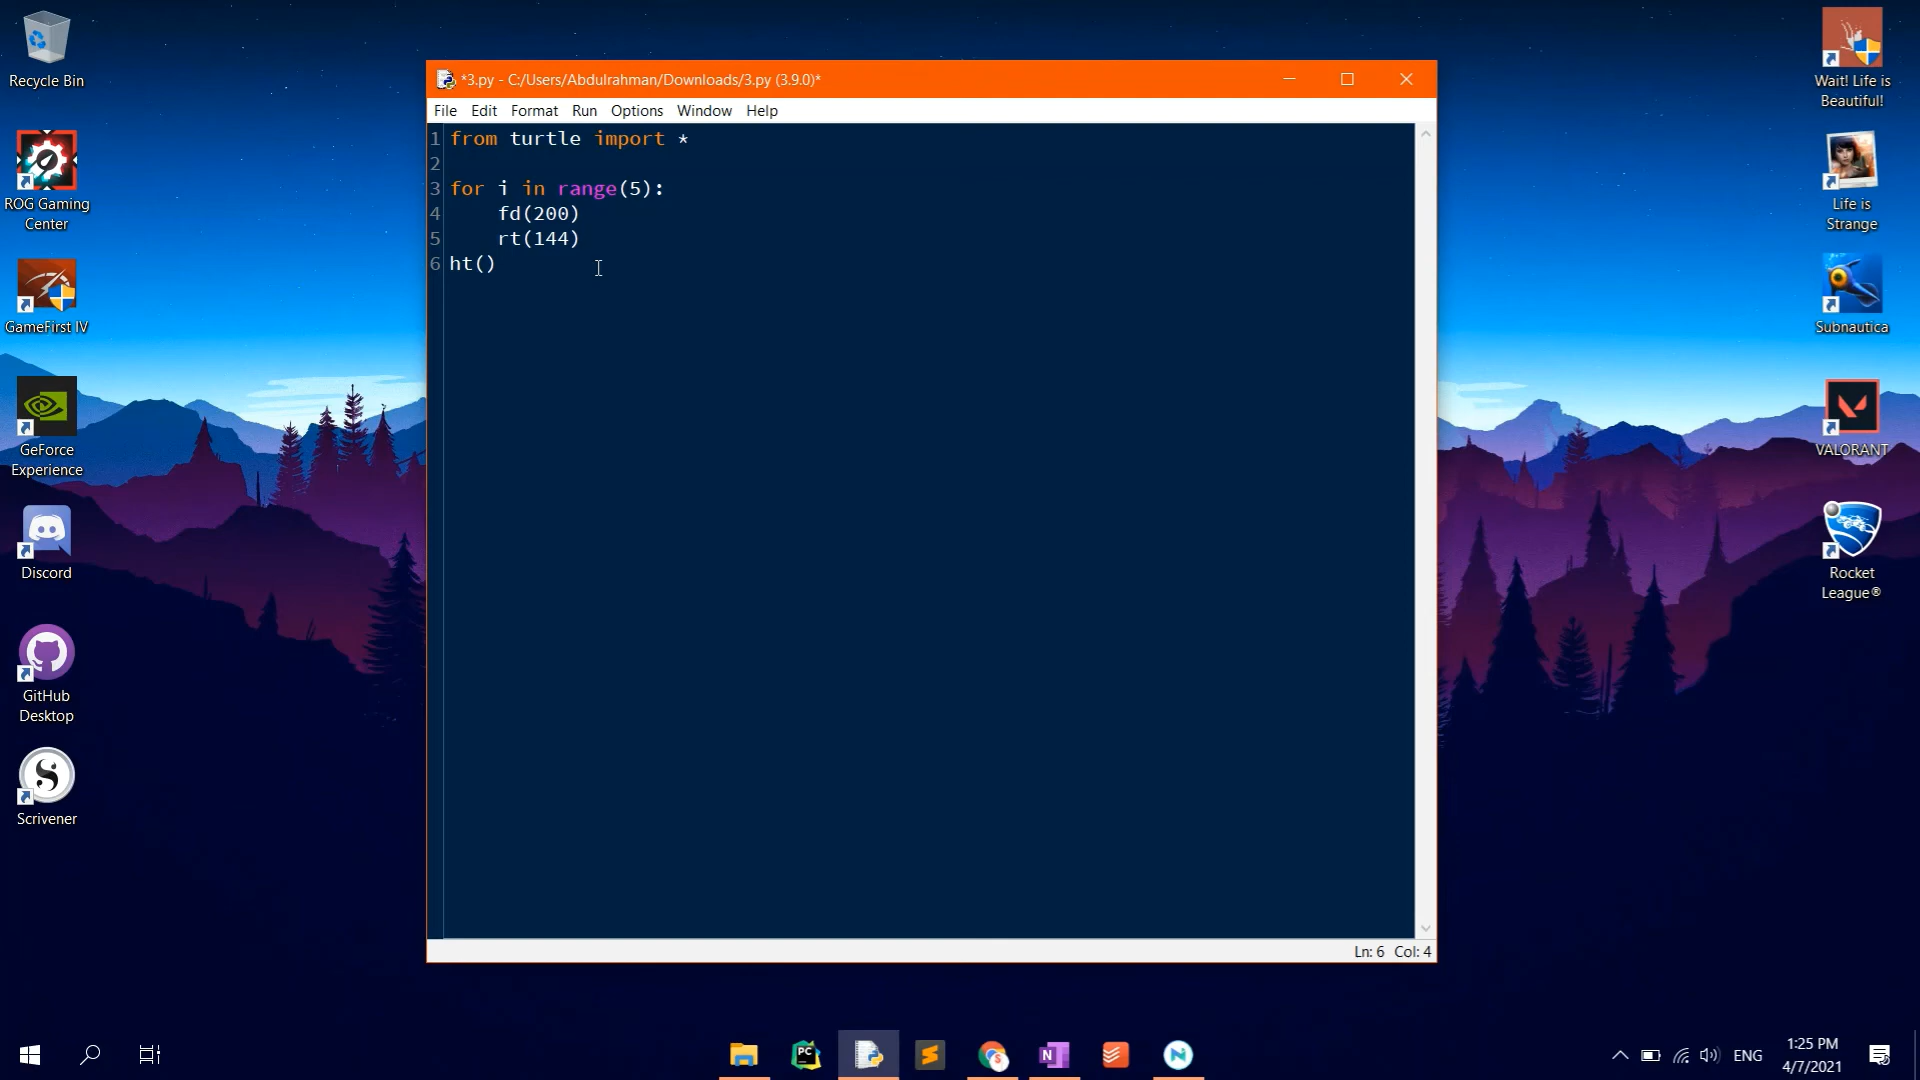 Recycle Bin
ROG Gaming
Center
GameFirst IV
GeForce
Experience
Discord
GitHub
Desktop
Scrivener
*3.py - C:/Users/Abdulrahman/Downloads/3.py (3.9.0)*
File Edit Format Run Options Window Help
1 from turtle import *
2
3 for i in range(5):
4 fd(200)
5 rt(144)
6 ht()
Ln: 6 Col: 4
Wait! Life is
Beautiful!
Life is
Strange
Subnautica
VALORANT
Rocket
League®
PC
N
ENG
1:25 PM
4/7/2021